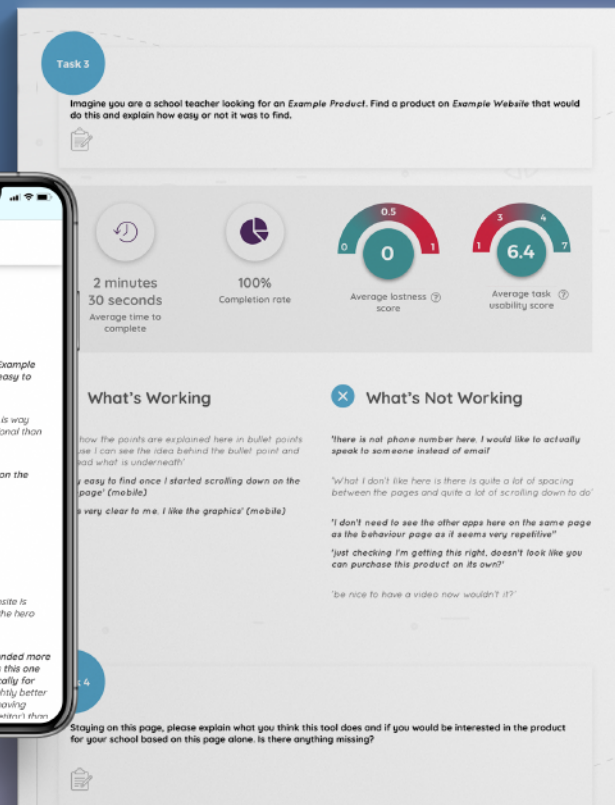 Task 3
Imagine you are a school teacher looking for an Example Product. Find a product on Example Website that would
do this and explain how easy or not it was to find.
2 minutes
30 seconds
Average time to
complete
100%
Completion rate
0
0.5
1
0
Average lostness ?
score
1
3
4
7
6.4
Average task ?
usability score
What's Working
how the points are explained here in bullet points
use I can see the idea behind the bullet point and
ead what is underneath'
y easy to find once I started scrolling down on the
page' (mobile)
s very clear to me. I like the graphics' (mobile)
What's Not Working
'there is not phone number here, I would like to actually
speak to someone instead of email'
'What I don't like here is there is quite a lot of spacing
between the pages and quite a lot of scrolling down to do'
"I don't need to see the other apps here on the same page
as the behaviour page as it seems very repetitive"
'just checking I'm getting this right, doesn't look like you
can purchase this product on its own?'
'be nice to have a video now wouldn't it?'
Example
easy to
is way
onal than
on the
site is
the hero
nded more
this one
cally for
htly better
having
etitor) than
k 4
Staying on this page, please explain what you think this tool does and if you would be interested in the product
for your school based on this page alone. Is there anything missing?